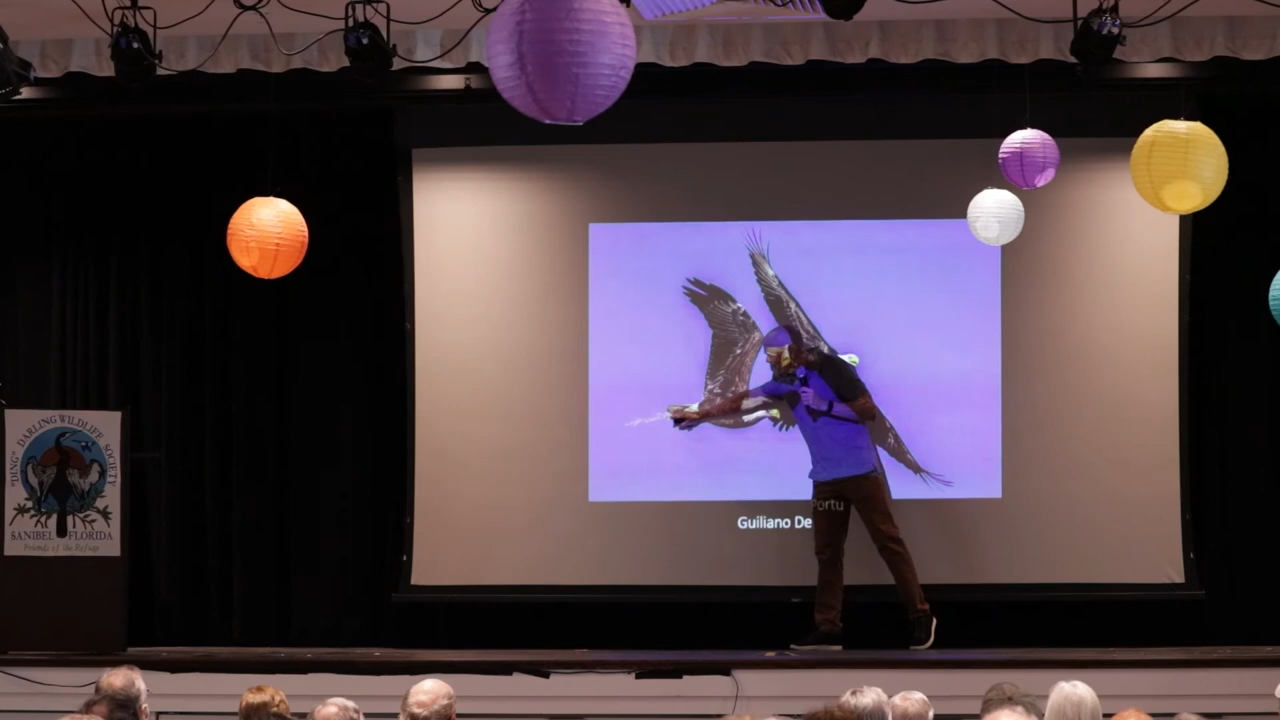 "DING" DARLING WILDLIFE SOCIETY
SANIBEL FLORIDA
Friends of the Refuge
Guiliano De Portu